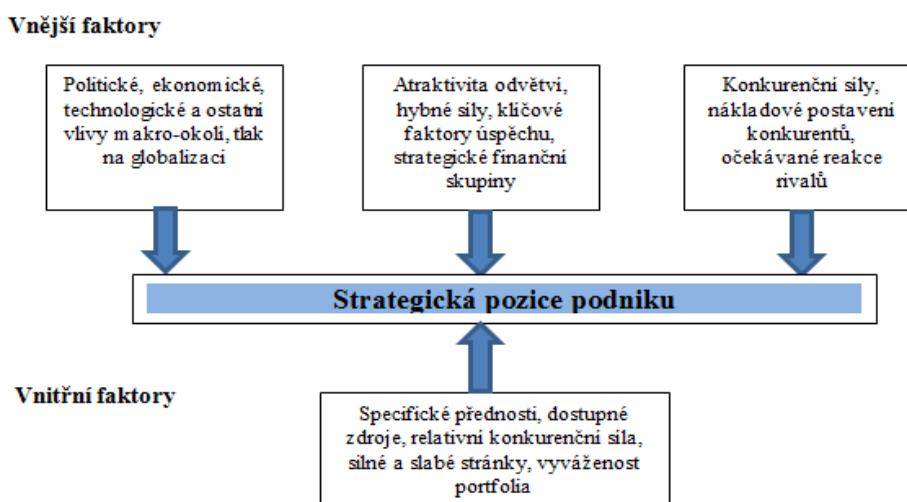 Vnější faktory
Politické, ekonomické,
technologické a ostatní
vlivy makro-okolí, tlak
na globalizaci
Atraktivita odvětví,
hybné síly, klíčové
faktory úspěchu,
strategické finanční
skupiny
Konkurenční síly,
nákladové postavení
konkurentů,
očekávané reakce
rivalů
Strategická pozice podniku
Vnitřní faktory
Specifické přednosti, dostupné
zdroje, relativní konkurenční síla,
silné a slabé stránky, vyváženost
portfolia